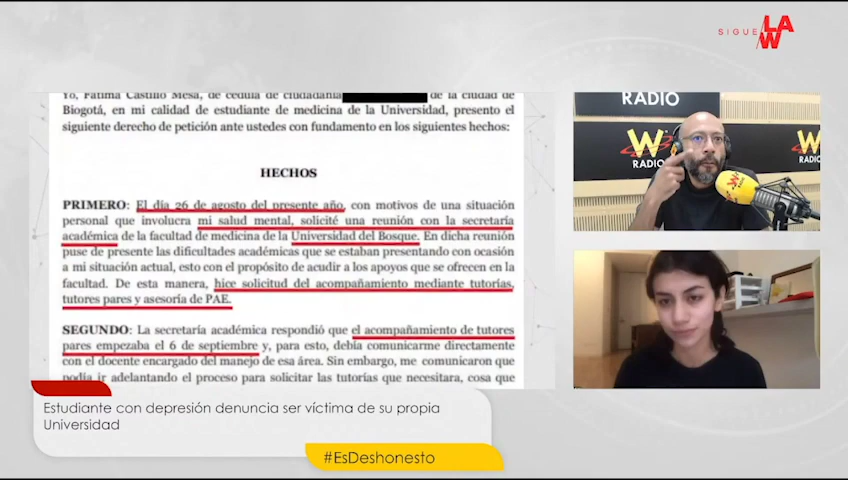 SIGUE LA W
Yo, Fátima Castillo Mesa, de cédula de ciudadanía de la ciudad de
Biogotá, en mi calidad de estudiante de medicina de la Universidad, presento el
siguiente derecho de petición ante ustedes con fundamento en los siguientes hechos:
HECHOS
PRIMERO: El día 26 de agosto del presente año, con motivos de una situación
personal que involucra mi salud mental, solicité una reunión con la secretaría
académica de la facultad de medicina de la Universidad del Bosque. En dicha reunión
puse de presente las dificultades académicas que se estaban presentando con ocasión
a mi situación actual, esto con el propósito de acudir a los apoyos que se ofrecen en la
facultad. De esta manera, hice solicitud del acompañamiento mediante tutorías,
tutores pares y asesoría de PAE.
SEGUNDO: La secretaría académica respondió que el acompañamiento de tutores
pares empezaba el 6 de septiembre y, para esto, debía comunicarme directamente
con el docente encargado del manejo de esa área. Sin embargo, me comunicaron que
podía ir adelantando el proceso para solicitar las tutorías que necesitara, cosa que
RADIO
W
RADIO
W
RADIO
W
Estudiante con depresión denuncia ser víctima de su propia
Universidad
#EsDeshonesto